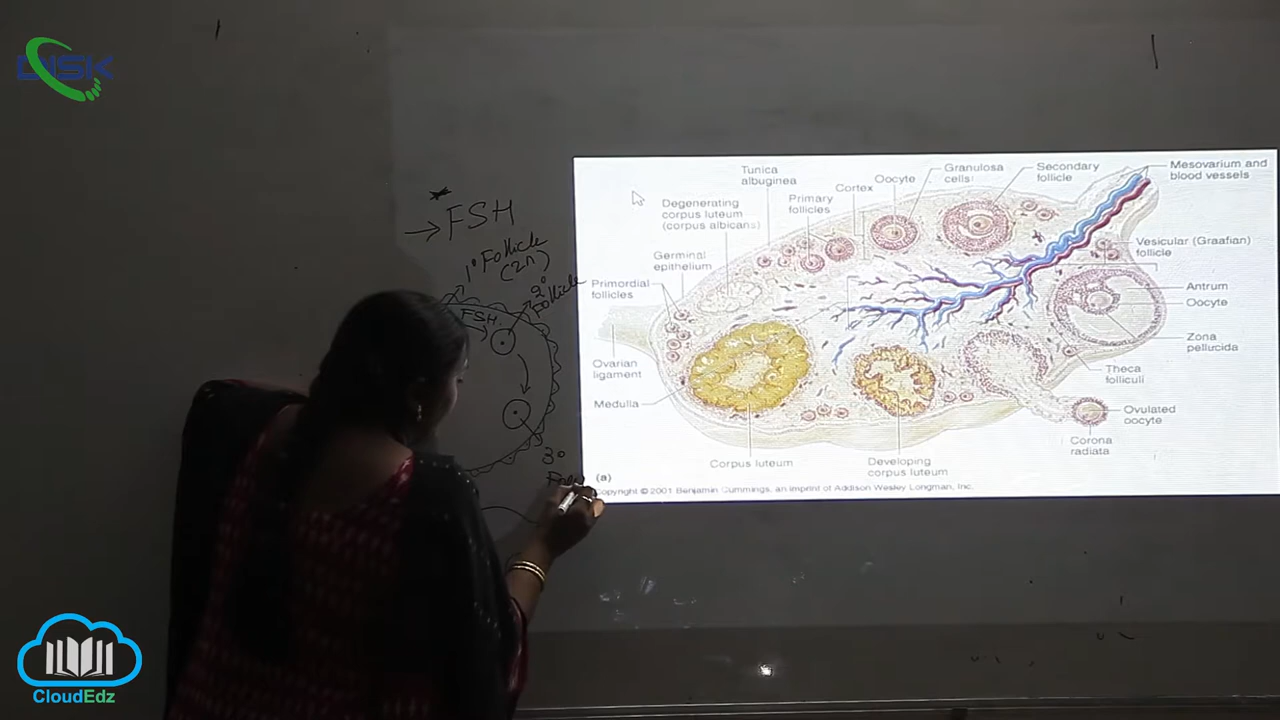 DISK
FSH
1° Follicle
(2n)
2°
Follicle
FSH
3°
Tunica
albuginea
Degenerating
corpus luteum
(corpus albicans)
Germinal
epithelium
Primordial
follicles
Ovarian
ligament
Medulla
Primary
follicles
Cortex
Oocyte
Granulosa
cells
Secondary
follicle
Mesovarium and
blood vessels
Vesicular (Graafian)
follicle
Antrum
Oocyte
Zona
pellucida
Theca
folliculi
Ovulated
oocyte
Corona
radiata
Corpus luteum
Developing
corpus luteum
(a)
Copyright © 2001 Benjamin Cummings, an imprint of Addison Wesley Longman, Inc.
CloudEdz